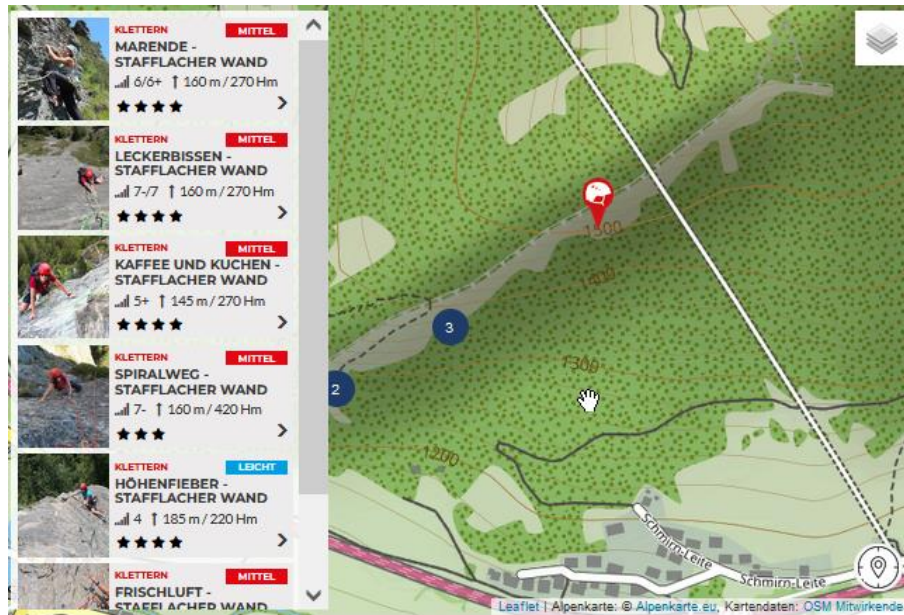 KLETTERN MITTEL
MARENDE -
STAFFLACHER WAND
6/6+ 160 m / 270 Hm
KLETTERN MITTEL
LECKERBISSEN -
STAFFLACHER WAND
7-/7 160 m / 270 Hm
KLETTERN MITTEL
KAFFEE UND KUCHEN -
STAFFLACHER WAND
5+ 145 m / 270 Hm
KLETTERN MITTEL
SPIRALWEG -
STAFFLACHER WAND
7- 160 m / 420 Hm
KLETTERN LEICHT
HÖHENFIEBER -
STAFFLACHER WAND
4 185 m / 220 Hm
KLETTERN MITTEL
FRISCHLUFT -
STAFFLACHER WAND
1500
1400
3
1300
2
1200
Schmirn-Leite
Schmirn-Leite
Leaflet | Alpenkarte: © Alpenkarte.eu, Kartendaten: OSM Mitwirkende